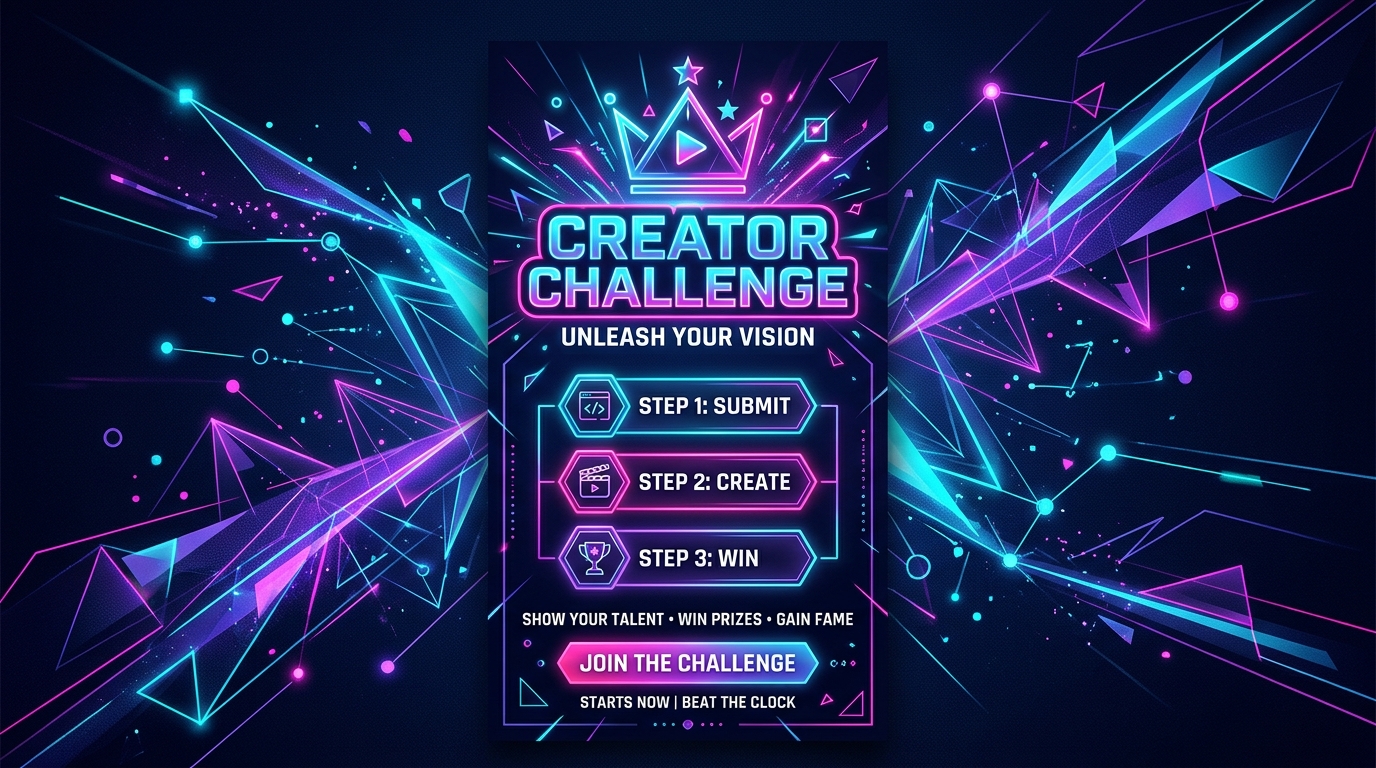 CREATOR
CHALLENGE
UNLEASH YOUR VISION
</>
STEP 1: SUBMIT
STEP 2: CREATE
STEP 3: WIN
SHOW YOUR TALENT • WIN PRIZES • GAIN FAME
JOIN THE CHALLENGE
STARTS NOW | BEAT THE CLOCK